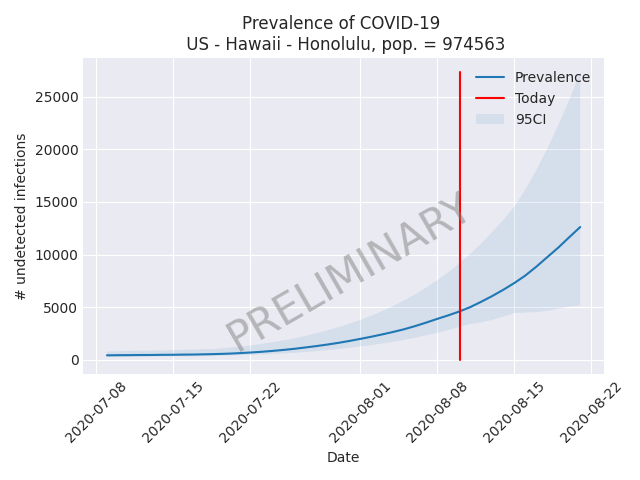 Prevalence of COVID-19
US - Hawaii - Honolulu, pop. = 974563
Prevalence
Today
95CI
25000
20000
15000
10000
5000
0
# undetected infections
PRELIMINARY
2020-07-08
2020-07-15
2020-07-22
2020-08-01
2020-08-08
2020-08-15
2020-08-22
Date